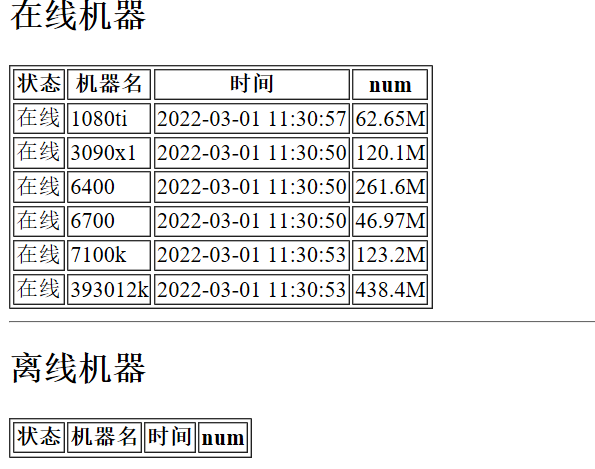 在线机器
状态 机器名 时间 num
在线 1080ti 2022-03-01 11:30:57 62.65M
在线 3090x1 2022-03-01 11:30:50 120.1M
在线 6400 2022-03-01 11:30:50 261.6M
在线 6700 2022-03-01 11:30:50 46.97M
在线 7100k 2022-03-01 11:30:53 123.2M
在线 393012k 2022-03-01 11:30:53 438.4M
离线机器
状态 机器名 时间 num